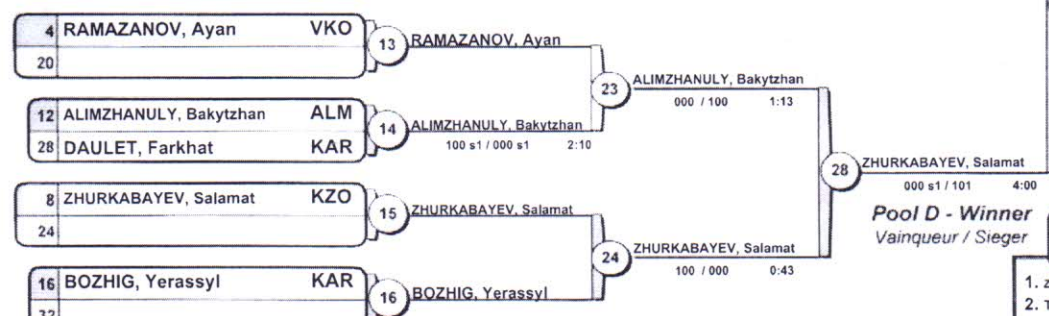 4 RAMAZANOV, Ayan VKO
20
13 RAMAZANOV, Ayan
12 ALIMZHANULY, Bakytzhan ALM
28 DAULET, Farkhat KAR
14 ALIMZHANULY, Bakytzhan
100 s1 / 000 s1 2:10
23 ALIMZHANULY, Bakytzhan
000 / 100 1:13
8 ZHURKABAYEV, Salamat KZO
24
15 ZHURKABAYEV, Salamat
16 BOZHIG, Yerassyl KAR
32
16 BOZHIG, Yerassyl
24 ZHURKABAYEV, Salamat
100 / 000 0:43
28 ZHURKABAYEV, Salamat
000 s1 / 101 4:00
Pool D - Winner
Vainqueur / Sieger
1.
2.